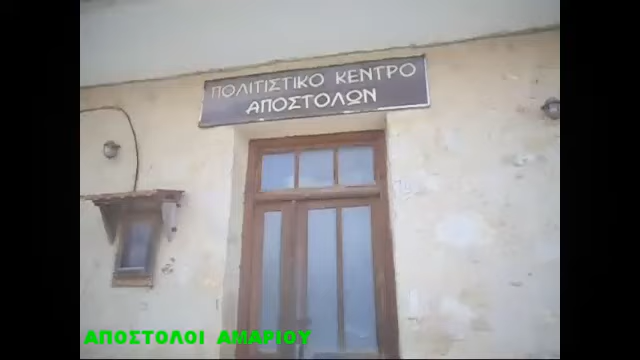 ΠΟΛΙΤΙΣΤΙΚΟ ΚΕΝΤΡΟ
ΑΠΟΣΤΟΛΩΝ
ΑΠΟΣΤΟΛΟΙ ΑΜΑΡΙΟΥ